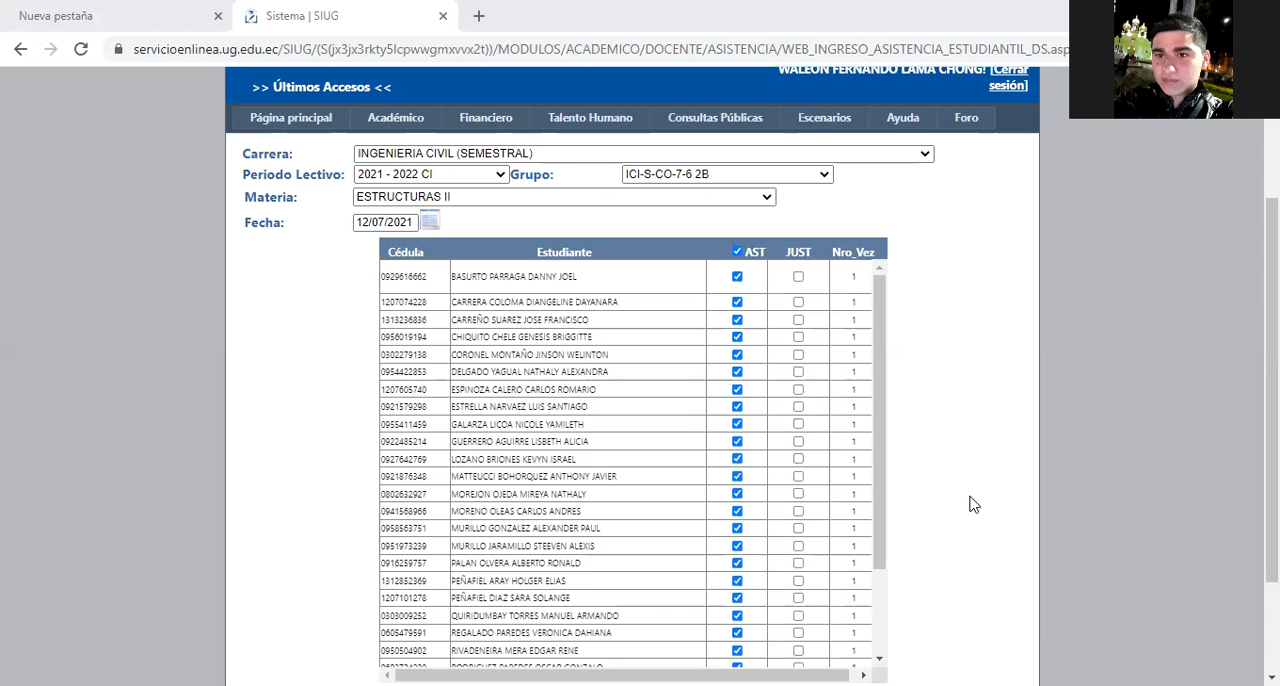 Nueva pestaña
Sistema | SIUG
servicioenlinea.ug.edu.ec/SIUG/(S(jx3jx3rkty5lcpwwgmxvvx2t))/MODULOS/ACADEMICO/DOCENTE/ASISTENCIA/WEB_INGRESO_ASISTENCIA_ESTUDIANTIL_DS.asp
WALEON FERNANDO LAMA CHONG! [Cerrar
>> Últimos Accesos << sesión]
Página principal Académico Financiero Talento Humano Consultas Públicas Escenarios Ayuda Foro
Carrera: INGENIERIA CIVIL (SEMESTRAL)
Periodo Lectivo: 2021 - 2022 CI Grupo: ICI-S-CO-7-6 2B
Materia: ESTRUCTURAS II
Fecha: 12/07/2021
Cédula Estudiante AST JUST Nro_Vez
0929616662 BASURTO PARRAGA DANNY JOEL 1
1207074228 CARRERA COLOMA DIANGELINE DAYANARA 1
1313236836 CARREÑO SUAREZ JOSE FRANCISCO 1
0956019194 CHIQUITO CHELE GENESIS BRIGGITTE 1
0302279138 CORONEL MONTAÑO JINSON WELINTON 1
0954422853 DELGADO YAGUAL NATHALY ALEXANDRA 1
1207605740 ESPINOZA CALERO CARLOS ROMARIO 1
0921579298 ESTRELLA NARVAEZ LUIS SANTIAGO 1
0955411459 GALARZA LICOA NICOLE YAMILETH 1
0922485214 GUERRERO AGUIRRE LISBETH ALICIA 1
0927642769 LOZANO BRIONES KEVYN ISRAEL 1
0921876348 MATTEUCCI BOHORQUEZ ANTHONY JAVIER 1
0802632927 MOREJON OJEDA MIREYA NATHALY 1
0941568966 MORENO OLEAS CARLOS ANDRES 1
0958563751 MURILLO GONZALEZ ALEXANDER PAUL 1
0951973239 MURILLO JARAMILLO STEEVEN ALEXIS 1
0916259757 PALAN OLVERA ALBERTO RONALD 1
1312852369 PEÑAFIEL ARAY HOLGER ELIAS 1
1207101278 PEÑAFIEL DIAZ SARA SOLANGE 1
0303009252 QUIRIDUMBAY TORRES MANUEL ARMANDO 1
0605479591 REGALADO PAREDES VERONICA DAHIANA 1
0950504902 RIVADENEIRA MERA EDGAR RENE 1
RODRIGUEZ PAREDES OSCAR GONZALO